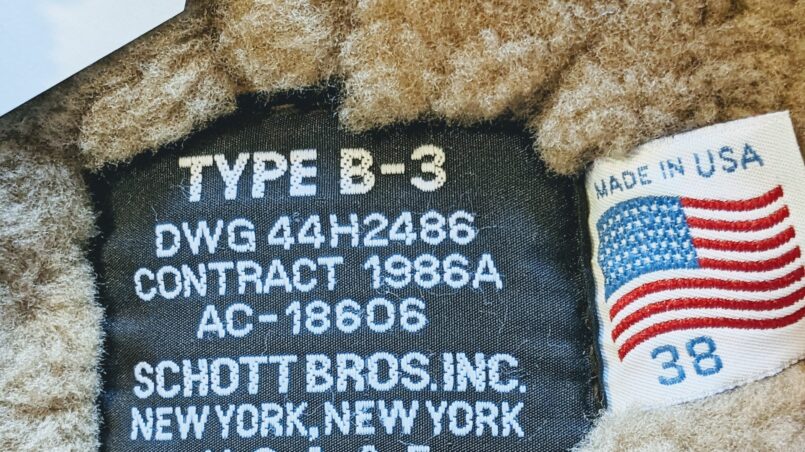 TYPE B-3
DWG 44H2486
CONTRACT 1986A
AC-18606
SCHOTT BROS.INC.
NEW YORK, NEW YORK
MADE IN USA
38